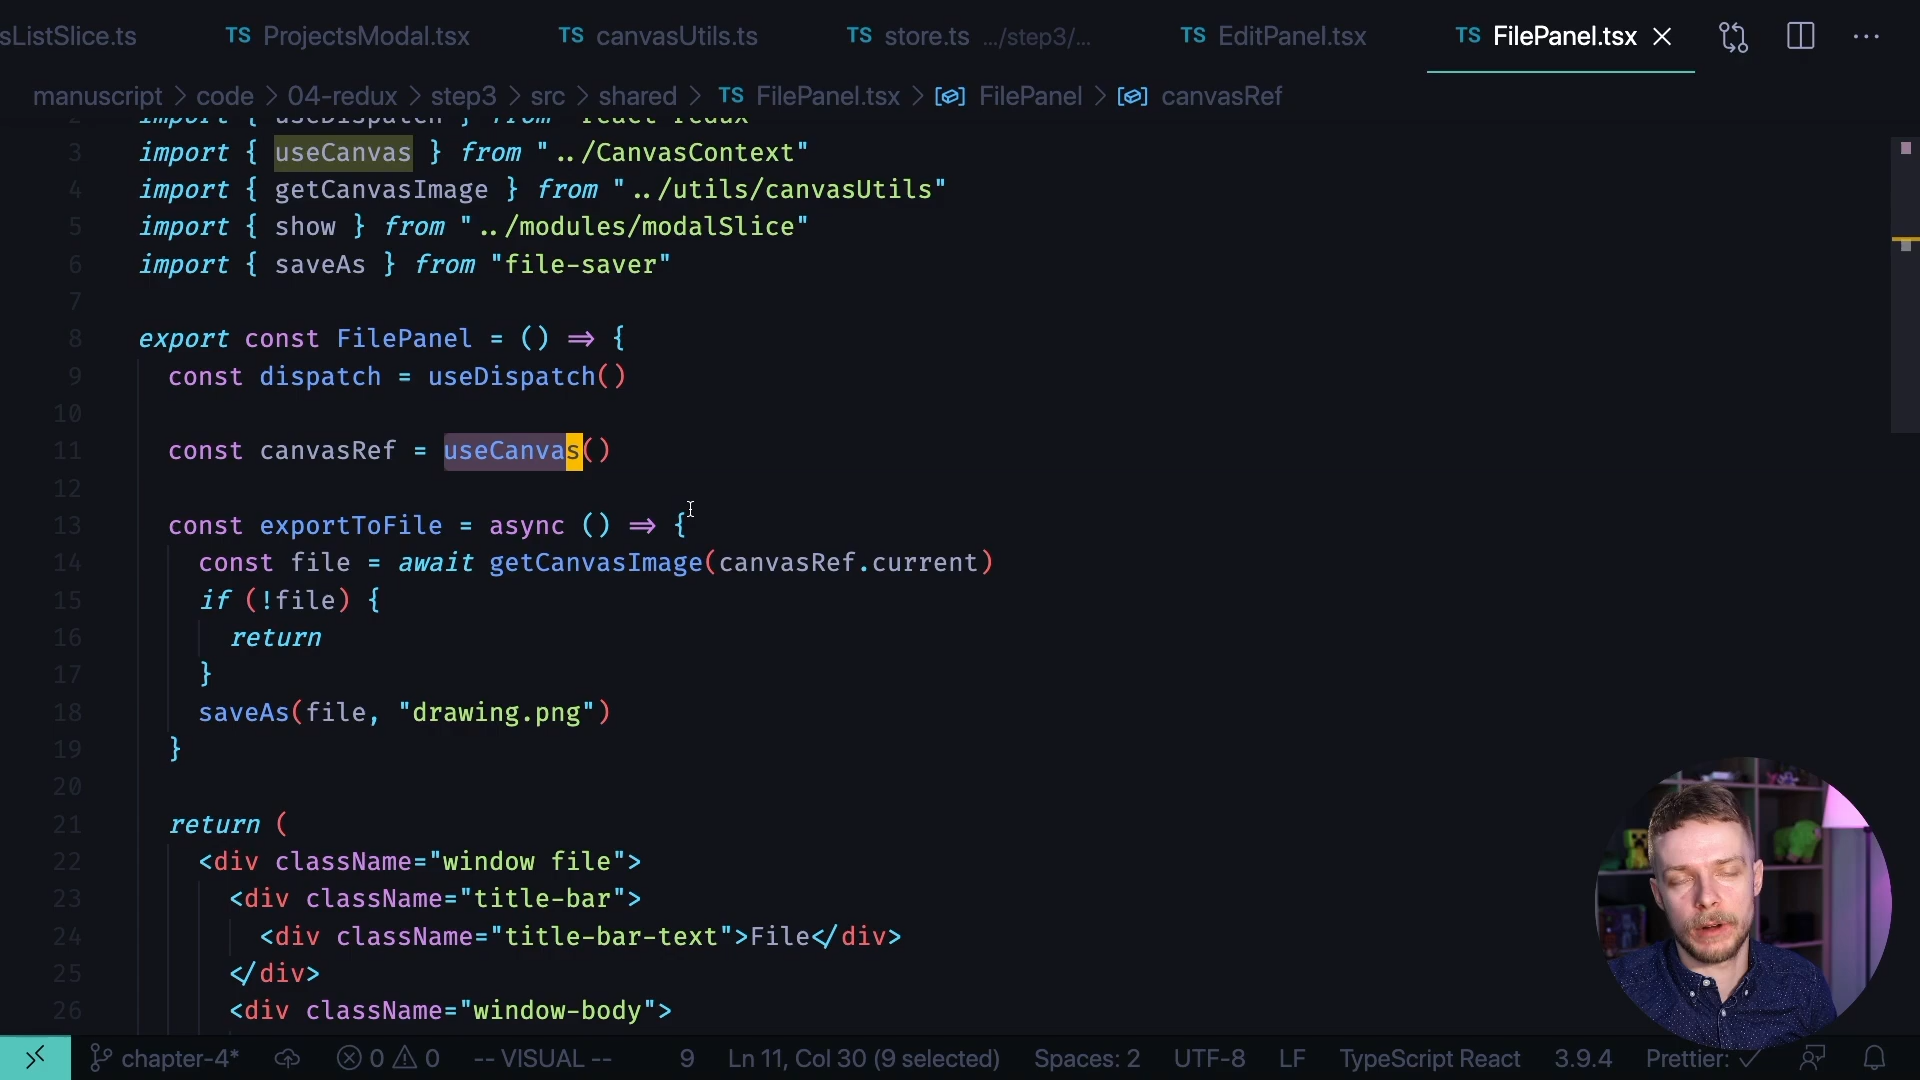 sListSlice.ts TS ProjectsModal.tsx TS canvasUtils.ts TS store.ts .../step3/... TS EditPanel.tsx TS FilePanel.tsx
manuscript > code > 04-redux > step3 > src > shared > TS FilePanel.tsx > FilePanel > canvasRef
2 import { useDispatch } from "react-redux"
3 import { useCanvas } from "../CanvasContext"
4 import { getCanvasImage } from "../utils/canvasUtils"
5 import { show } from "../modules/modalSlice"
6 import { saveAs } from "file-saver"
7
8 export const FilePanel = () => {
9 const dispatch = useDispatch()
10
11 const canvasRef = useCanvas()
12
13 const exportToFile = async () => {
14 const file = await getCanvasImage(canvasRef.current)
15 if (!file) {
16 return
17 }
18 saveAs(file, "drawing.png")
19 }
20
21 return (
22 <div className="window file">
23 <div className="title-bar">
24 <div className="title-bar-text">File</div>
25 </div>
26 <div className="window-body">
chapter-4* 0 0 -- VISUAL -- 9 Ln 11, Col 30 (9 selected) Spaces: 2 UTF-8 LF TypeScript React 3.9.4 Prettier: ✓